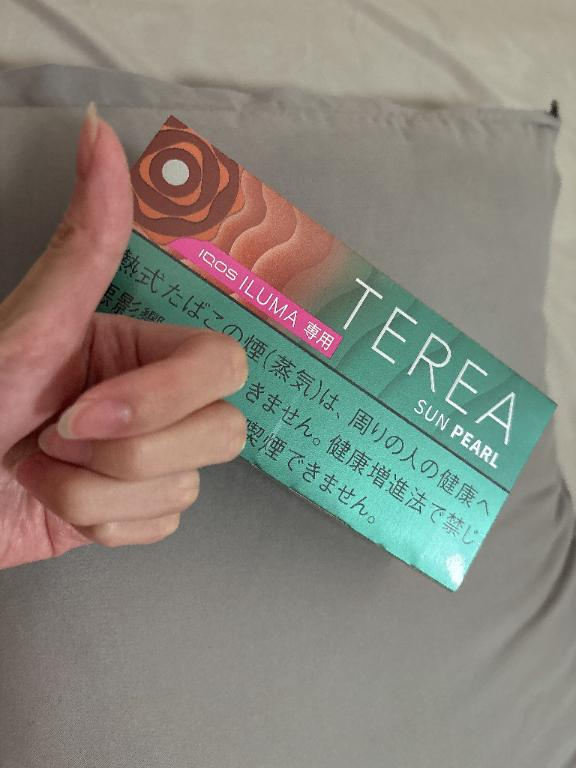 IQOS ILUMA 専用
TEREA
SUN PEARL
熱式たばこの煙(蒸気)は、周りの人の健康へ
影響 きません。健康増進法で禁じ
喫煙できません。